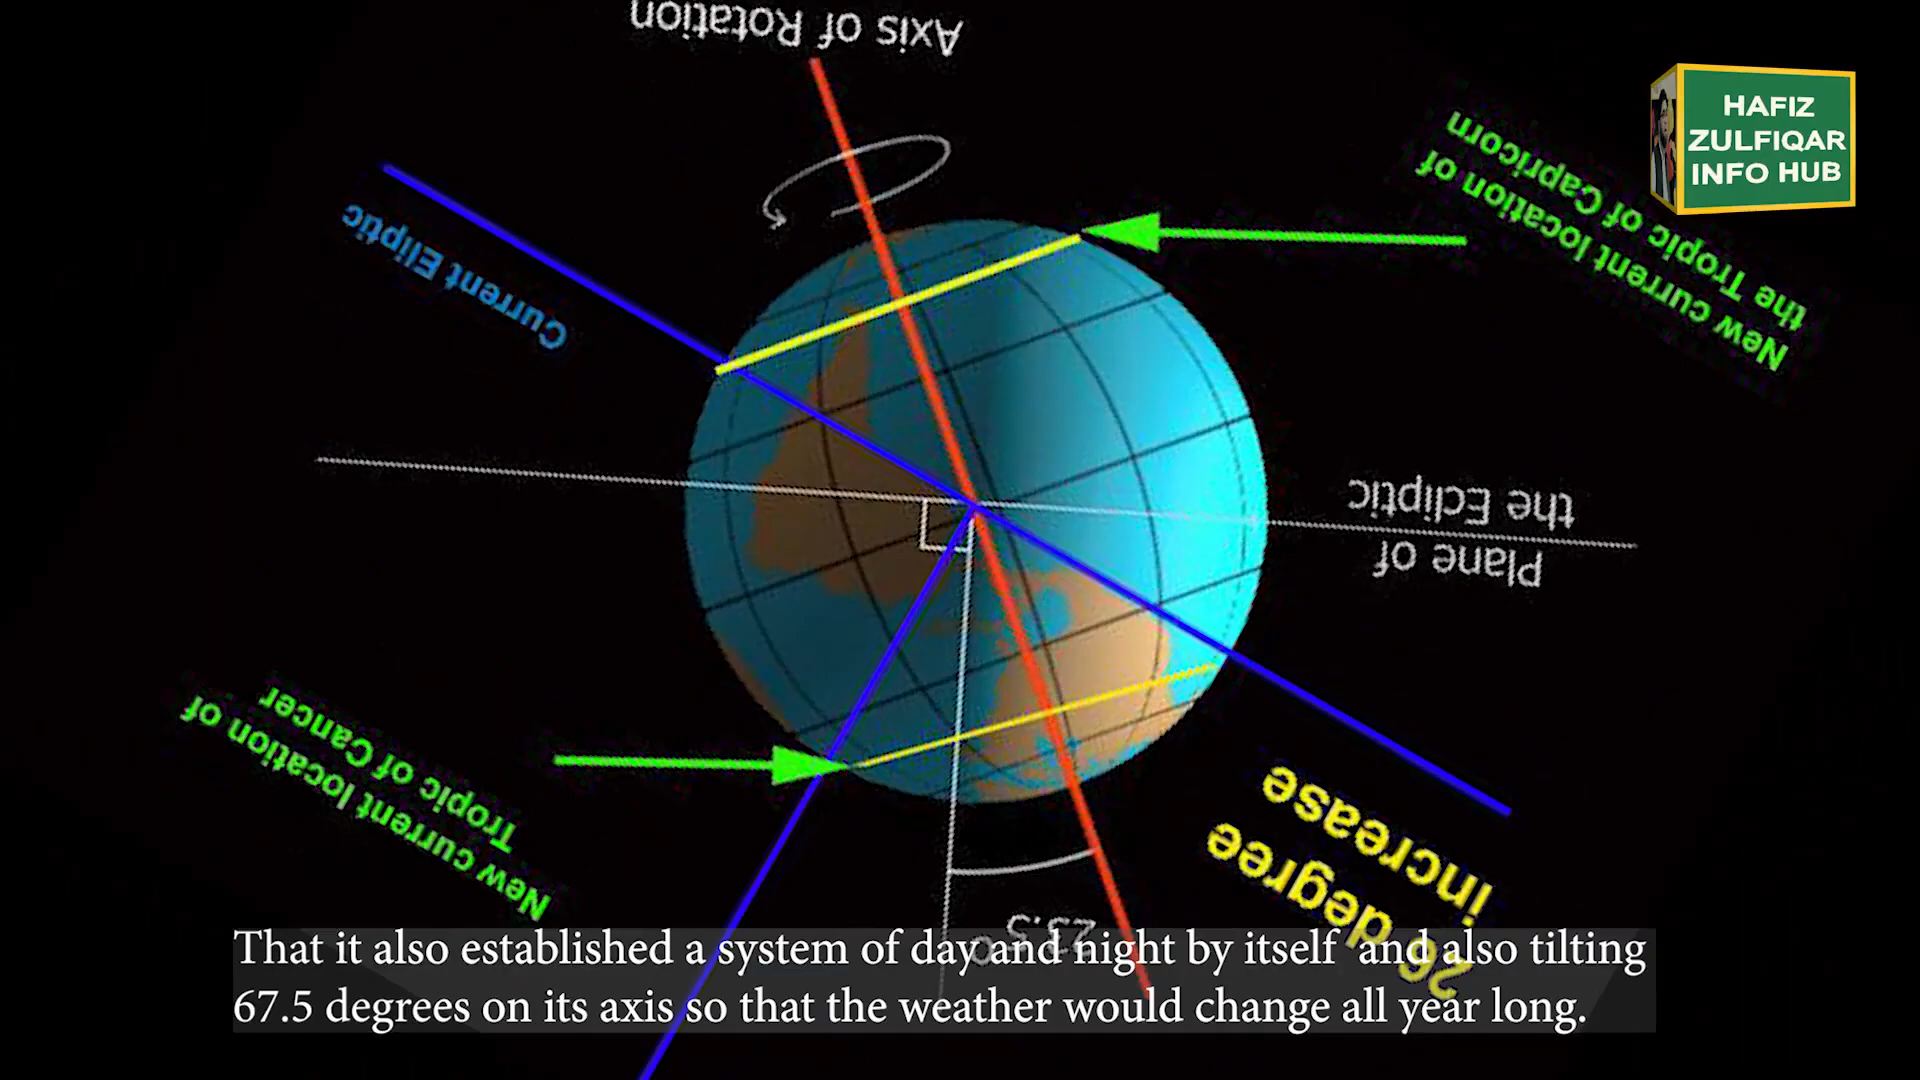 Axis of Rotation
HAFIZ
ZULFIQAR
INFO HUB
New current location of
the Tropic of Capricorn
Current Eliptic
Plane of
the Ecliptic
New current location of
Tropic of Cancer
26 degree
increase
23.5°
That it also established a system of day and night by itself and also tilting
67.5 degrees on its axis so that the weather would change all year long.